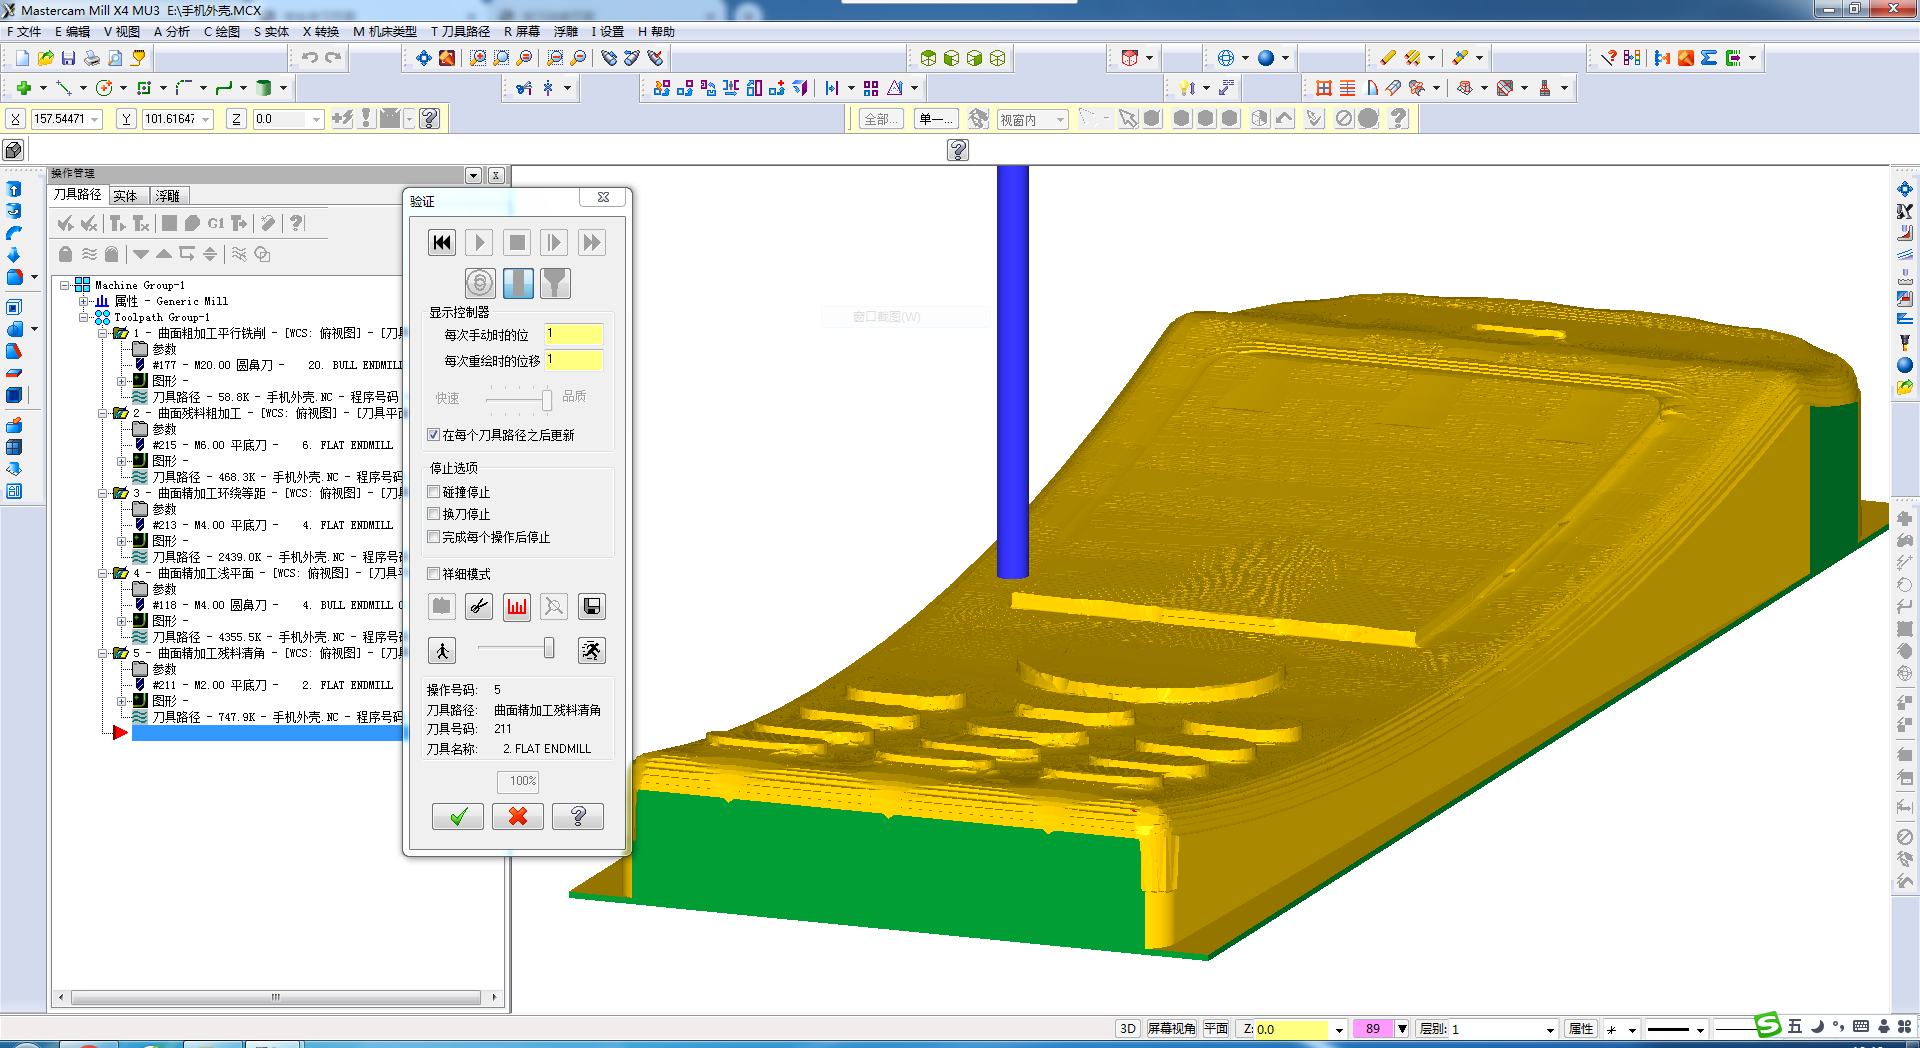 Mastercam Mill X4 MU3  E:\手机外壳.MCX
F 文件  E 编辑  V 视图  A 分析  C 绘图  S 实体  X 转换  M 机床类型  T 刀具路径  R 屏幕  浮雕  I 设置  H 帮助
X 157.54471  Y 101.61647  Z 0.0  全部...  单一...  视窗内
操作管理
刀具路径  实体  浮雕
G1
Machine Group-1
属性 - Generic Mill
Toolpath Group-1
1 - 曲面粗加工平行铣削 - [WCS: 俯视图] - [刀具
参数
#177 - M20.00 圆鼻刀 -    20. BULL ENDMILL
图形 -
刀具路径 - 58.8K - 手机外壳.NC - 程序号码
2 - 曲面残料粗加工 - [WCS: 俯视图] - [刀具平面
参数
#215 - M6.00 平底刀 -    6. FLAT ENDMILL
图形 -
刀具路径 - 468.3K - 手机外壳.NC - 程序号码
3 - 曲面精加工环绕等距 - [WCS: 俯视图] - [刀具
参数
#213 - M4.00 平底刀 -    4. FLAT ENDMILL
图形 -
刀具路径 - 2439.0K - 手机外壳.NC - 程序号码
4 - 曲面精加工浅平面 - [WCS: 俯视图] - [刀具平
参数
#118 - M4.00 圆鼻刀 -    4. BULL ENDMILL
图形 -
刀具路径 - 4355.5K - 手机外壳.NC - 程序号码
5 - 曲面精加工残料清角 - [WCS: 俯视图] - [刀具
参数
#211 - M2.00 平底刀 -    2. FLAT ENDMILL
图形 -
刀具路径 - 747.9K - 手机外壳.NC - 程序号码
验证
显示控制器
每次手动时的位  1
每次重绘时的位移  1
快速  品质
在每个刀具路径之后更新
停止选项
碰撞停止
换刀停止
完成每个操作后停止
祥细模式
操作号码:  5
刀具路径:  曲面精加工残料清角
刀具号码:  211
刀具名称:  2. FLAT ENDMILL
100%
窗口截图(W)
3D  屏幕视角  平面  Z: 0.0  89  层别: 1  属性  五